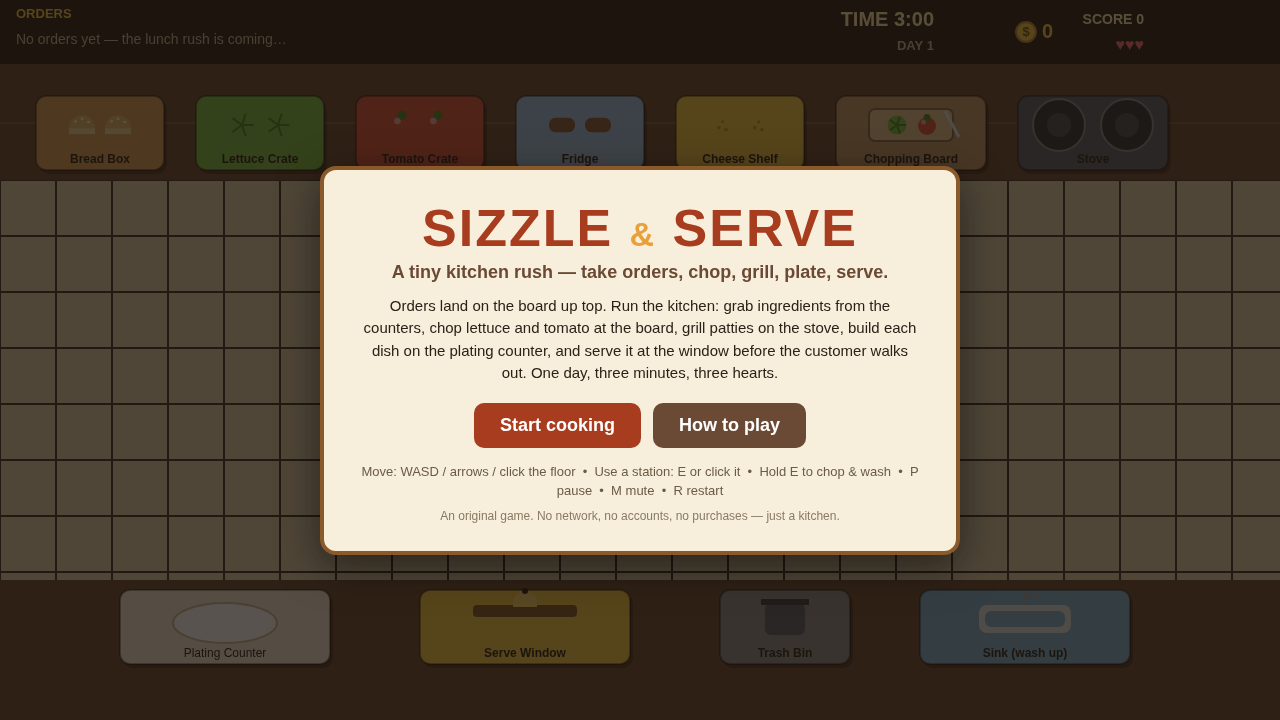 ORDERS
No orders yet — the lunch rush is coming…
TIME 3:00
DAY 1
$ 0
SCORE 0
♥♥♥
Bread Box
Lettuce Crate
Tomato Crate
Fridge
Cheese Shelf
Chopping Board
Stove
SIZZLE & SERVE
A tiny kitchen rush — take orders, chop, grill, plate, serve.
Orders land on the board up top. Run the kitchen: grab ingredients from the
counters, chop lettuce and tomato at the board, grill patties on the stove, build each
dish on the plating counter, and serve it at the window before the customer walks
out. One day, three minutes, three hearts.
Start cooking
How to play
Move: WASD / arrows / click the floor • Use a station: E or click it • Hold E to chop & wash • P
pause • M mute • R restart
An original game. No network, no accounts, no purchases — just a kitchen.
Plating Counter
Serve Window
Trash Bin
Sink (wash up)